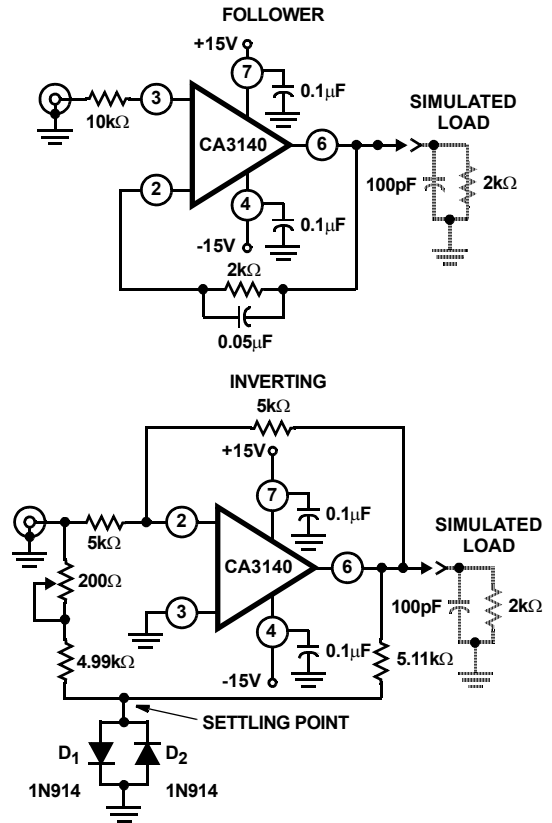 FOLLOWER
+15V
7
0.1μF
3
10kΩ
CA3140
6
SIMULATED
LOAD
100pF
2kΩ
2
4
0.1μF
-15V
2kΩ
0.05μF
INVERTING
5kΩ
+15V
7
0.1μF
5kΩ
2
CA3140
6
SIMULATED
LOAD
200Ω
3
100pF
2kΩ
4
0.1μF
4.99kΩ
5.11kΩ
-15V
SETTLING POINT
D1
D2
1N914
1N914